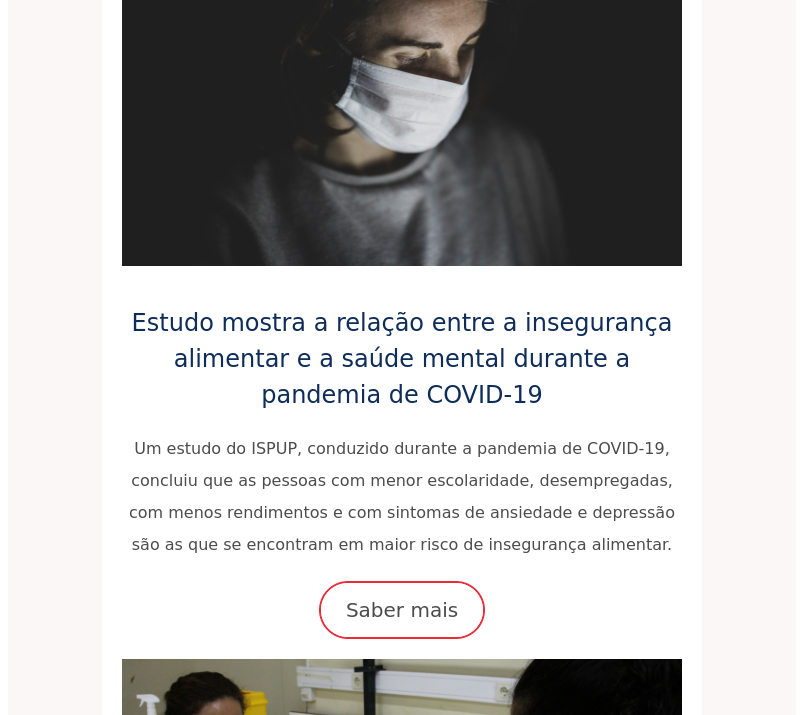 Estudo mostra a relação entre a insegurança
alimentar e a saúde mental durante a
pandemia de COVID-19
Um estudo do ISPUP, conduzido durante a pandemia de COVID-19,
concluiu que as pessoas com menor escolaridade, desempregadas,
com menos rendimentos e com sintomas de ansiedade e depressão
são as que se encontram em maior risco de insegurança alimentar.
Saber mais